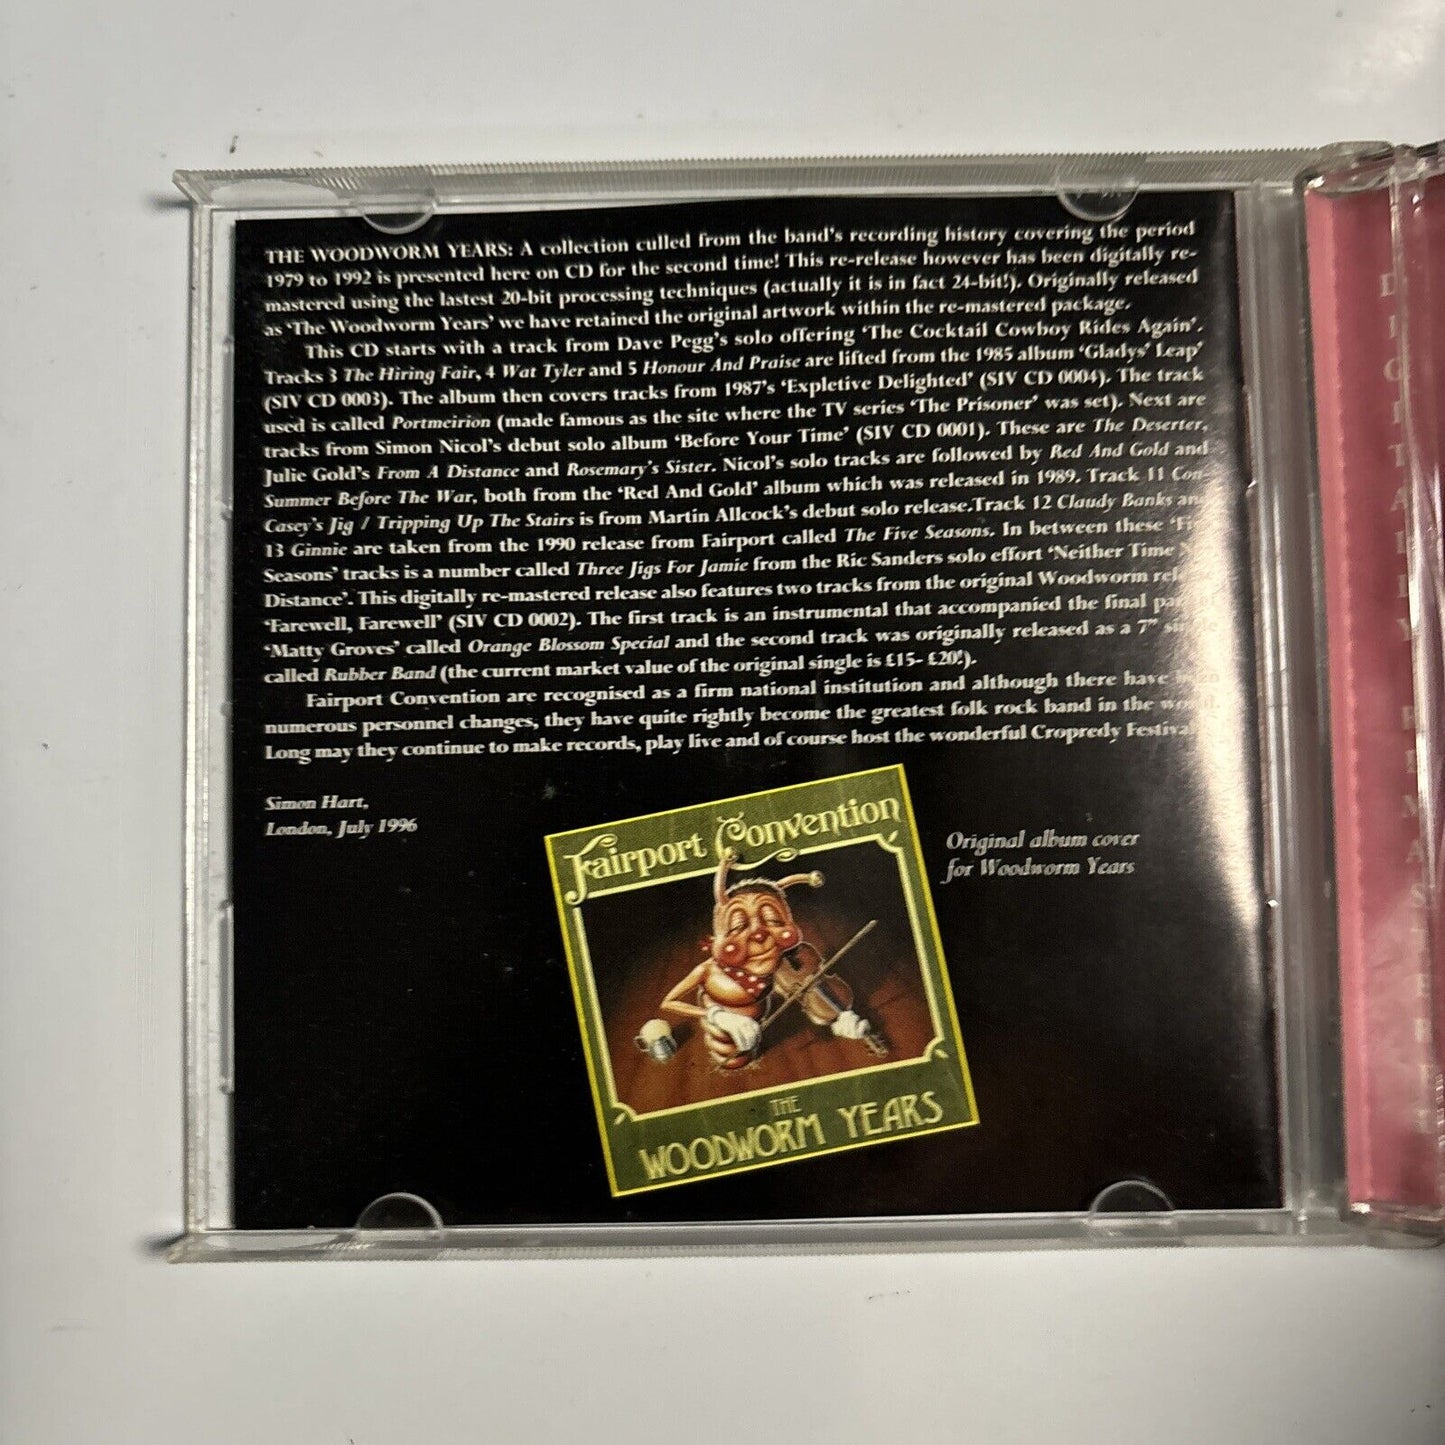 THE WOODWORM YEARS: A collection culled from the band's recording history covering the period
1979 to 1992 is presented here on CD for the second time! This re-release however has been digitally re-
mastered using the lastest 20-bit processing techniques (actually it is in fact 24-bit!). Originally released
as 'The Woodworm Years' we have retained the original artwork within the re-mastered package.
This CD starts with a track from Dave Pegg's solo offering 'The Cocktail Cowboy Rides Again'.
Tracks 3 The Hiring Fair, 4 Wat Tyler and 5 Honour And Praise are lifted from the 1985 album 'Gladys' Leap'
(SIV CD 0003). The album then covers tracks from 1987's 'Expletive Delighted' (SIV CD 0004). The track
used is called Portmeirion (made famous as the site where the TV series 'The Prisoner' was set). Next are
tracks from Simon Nicol's debut solo album 'Before Your Time' (SIV CD 0001). These are The Deserter,
Julie Gold's From A Distance and Rosemary's Sister. Nicol's solo tracks are followed by Red And Gold and
Summer Before The War, both from the 'Red And Gold' album which was released in 1989. Track 11 Con-
Casey's Jig / Tripping Up The Stairs is from Martin Allcock's debut solo release.Track 12 Claudy Banks and
13 Ginnie are taken from the 1990 release from Fairport called The Five Seasons. In between these
Seasons' tracks is a number called Three Jigs For Jamie from the Ric Sanders solo effort 'Neither Time
Distance'. This digitally re-mastered release also features two tracks from the original Woodworm
'Farewell, Farewell' (SIV CD 0002). The first track is an instrumental that accompanied the final
'Matty Groves' called Orange Blossom Special and the second track was originally released as a 7"
called Rubber Band (the current market value of the original single is £15- £20!).
Fairport Convention are recognised as a firm national institution and although there have
numerous personnel changes, they have quite rightly become the greatest folk rock band in the
Long may they continue to make records, play live and of course host the wonderful Cropredy Festival
Simon Hart,
London, July 1996
Fairport Convention
THE
WOODWORM YEARS
Original album cover
for Woodworm Years
DIGITALLY REMASTERED